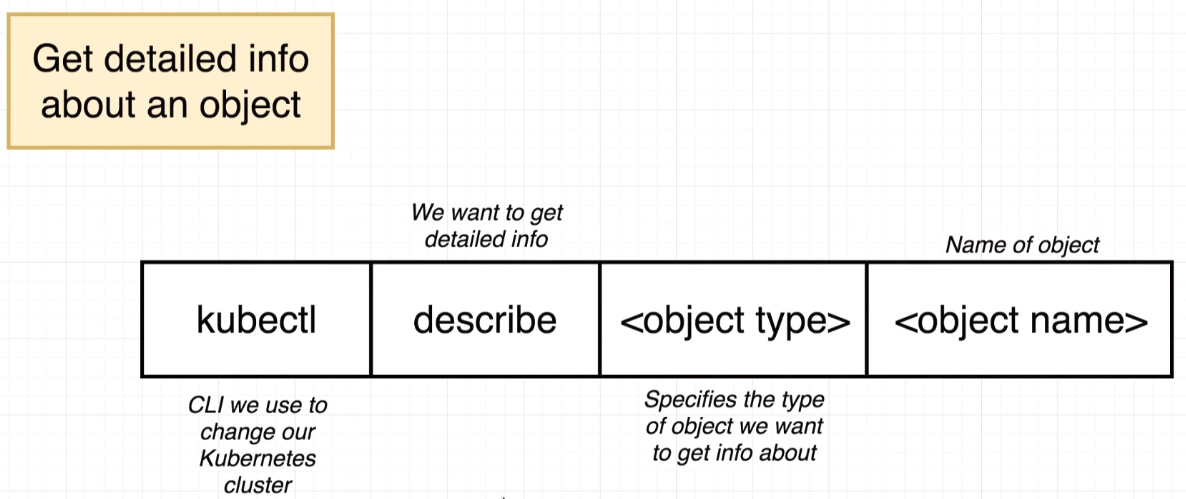 Get detailed info
about an object
We want to get
detailed info
Name of object
kubectl
describe
<object type>
<object name>
CLI we use to
change our
Kubernetes
cluster
Specifies the type
of object we want
to get info about